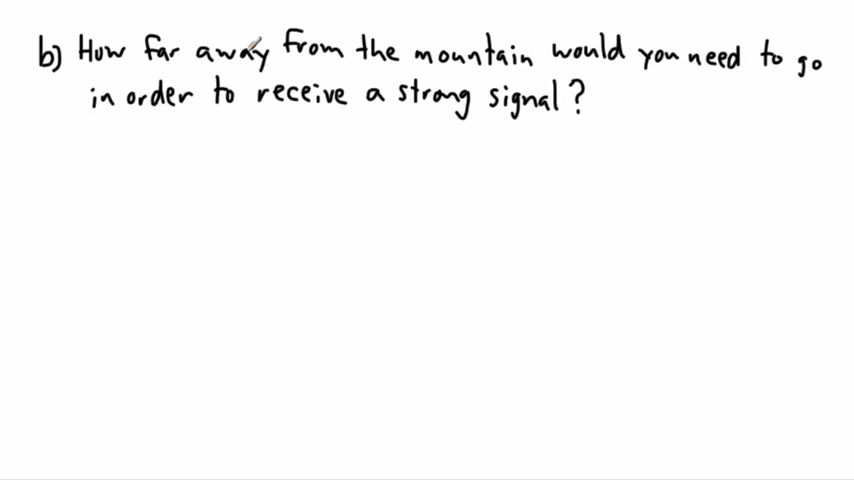 b) How far away from the mountain would you need to go
in order to receive a strong signal?